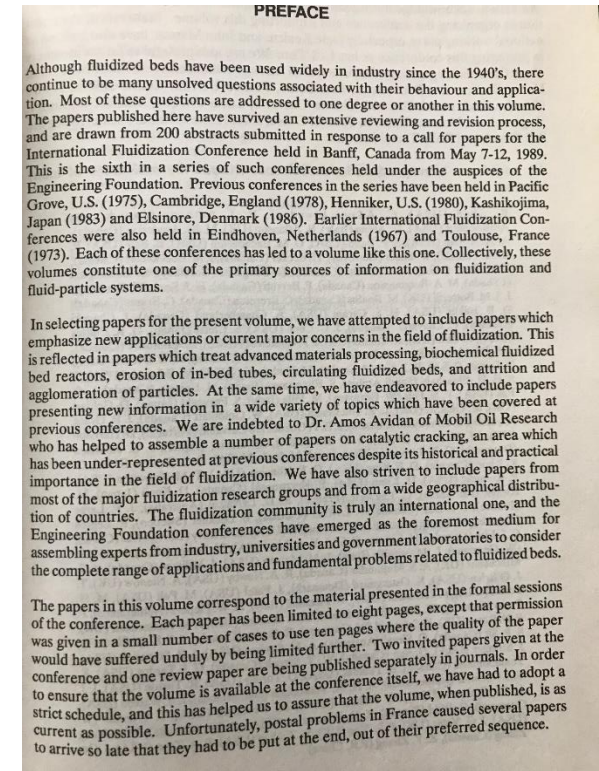 PREFACE
Although fluidized beds have been used widely in industry since the 1940's, there
continue to be many unsolved questions associated with their behaviour and applica-
tion. Most of these questions are addressed to one degree or another in this volume.
The papers published here have survived an extensive reviewing and revision process,
and are drawn from 200 abstracts submitted in response to a call for papers for the
International Fluidization Conference held in Banff, Canada from May 7-12, 1989.
This is the sixth in a series of such conferences held under the auspices of the
Engineering Foundation. Previous conferences in the series have been held in Pacific
Grove, U.S. (1975), Cambridge, England (1978), Henniker, U.S. (1980), Kashikojima,
Japan (1983) and Elsinore, Denmark (1986). Earlier International Fluidization Con-
ferences were also held in Eindhoven, Netherlands (1967) and Toulouse, France
(1973). Each of these conferences has led to a volume like this one. Collectively, these
volumes constitute one of the primary sources of information on fluidization and
fluid-particle systems.
In selecting papers for the present volume, we have attempted to include papers which
emphasize new applications or current major concerns in the field of fluidization. This
is reflected in papers which treat advanced materials processing, biochemical fluidized
bed reactors, erosion of in-bed tubes, circulating fluidized beds, and attrition and
agglomeration of particles. At the same time, we have endeavored to include papers
presenting new information in a wide variety of topics which have been covered at
previous conferences. We are indebted to Dr. Amos Avidan of Mobil Oil Research
who has helped to assemble a number of papers on catalytic cracking, an area which
has been under-represented at previous conferences despite its historical and practical
importance in the field of fluidization. We have also striven to include papers from
most of the major fluidization research groups and from a wide geographical distribu-
tion of countries. The fluidization community is truly an international one, and the
Engineering Foundation conferences have emerged as the foremost medium for
assembling experts from industry, universities and government laboratories to consider
the complete range of applications and fundamental problems related to fluidized beds.
The papers in this volume correspond to the material presented in the formal sessions
of the conference. Each paper has been limited to eight pages, except that permission
was given in a small number of cases to use ten pages where the quality of the paper
would have suffered unduly by being limited further. Two invited papers given at the
conference and one review paper are being published separately in journals. In order
to ensure that the volume is available at the conference itself, we have had to adopt a
strict schedule, and this has helped us to assure that the volume, when published, is as
current as possible. Unfortunately, postal problems in France caused several papers
to arrive so late that they had to be put at the end, out of their preferred sequence.